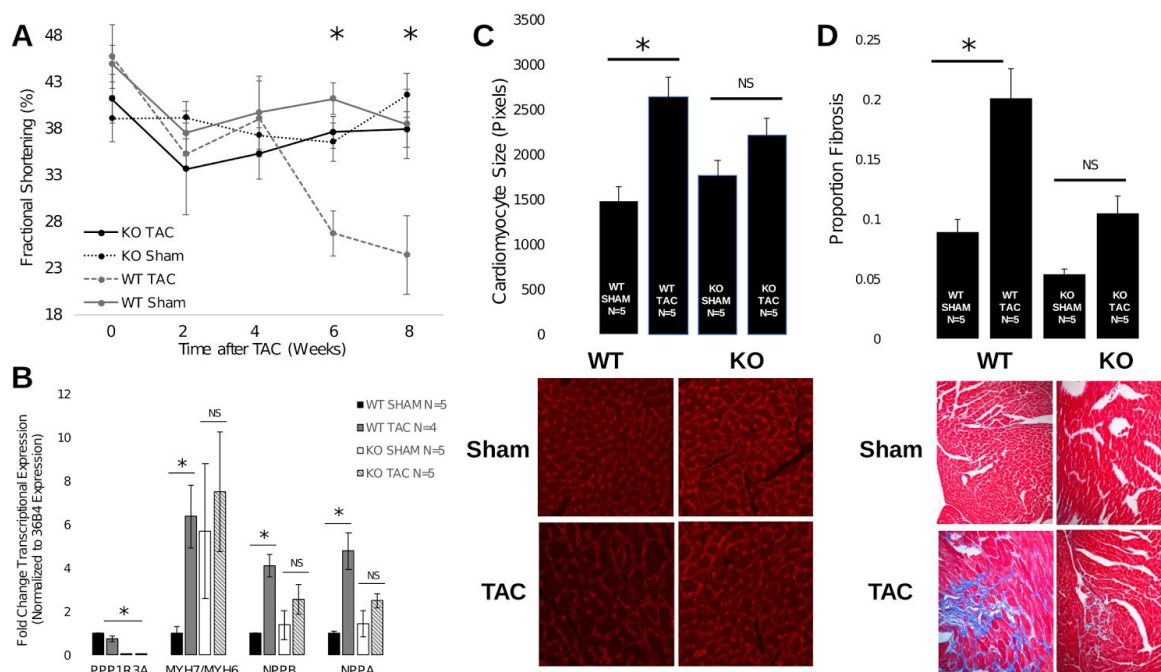 A
48
43
38
33
28
23
18
Fractional Shortening (%)
*
*
KO TAC
KO Sham
WT TAC
WT Sham
0
2
4
6
8
Time after TAC (Weeks)
B
12
10
8
6
4
2
0
Fold Change Transcriptional Expression
(Normalized to 36B4 Expression)
WT SHAM N=5
WT TAC N=4
KO SHAM N=5
KO TAC N=5
*
*
NS
*
NS
*
NS
PPP1R3A
MYH7/MYH6
NPPB
NPPA
C
3500
3000
2500
2000
1500
1000
500
0
Cardiomyocyte Size (Pixels)
*
NS
WT
SHAM
N=5
WT
TAC
N=5
KO
SHAM
N=5
KO
TAC
N=5
WT
KO
Sham
TAC
D
0.25
0.2
0.15
0.1
0.05
0
Proportion Fibrosis
*
NS
WT
SHAM
N=5
WT
TAC
N=5
KO
SHAM
N=5
KO
TAC
N=5
WT
KO
Sham
TAC